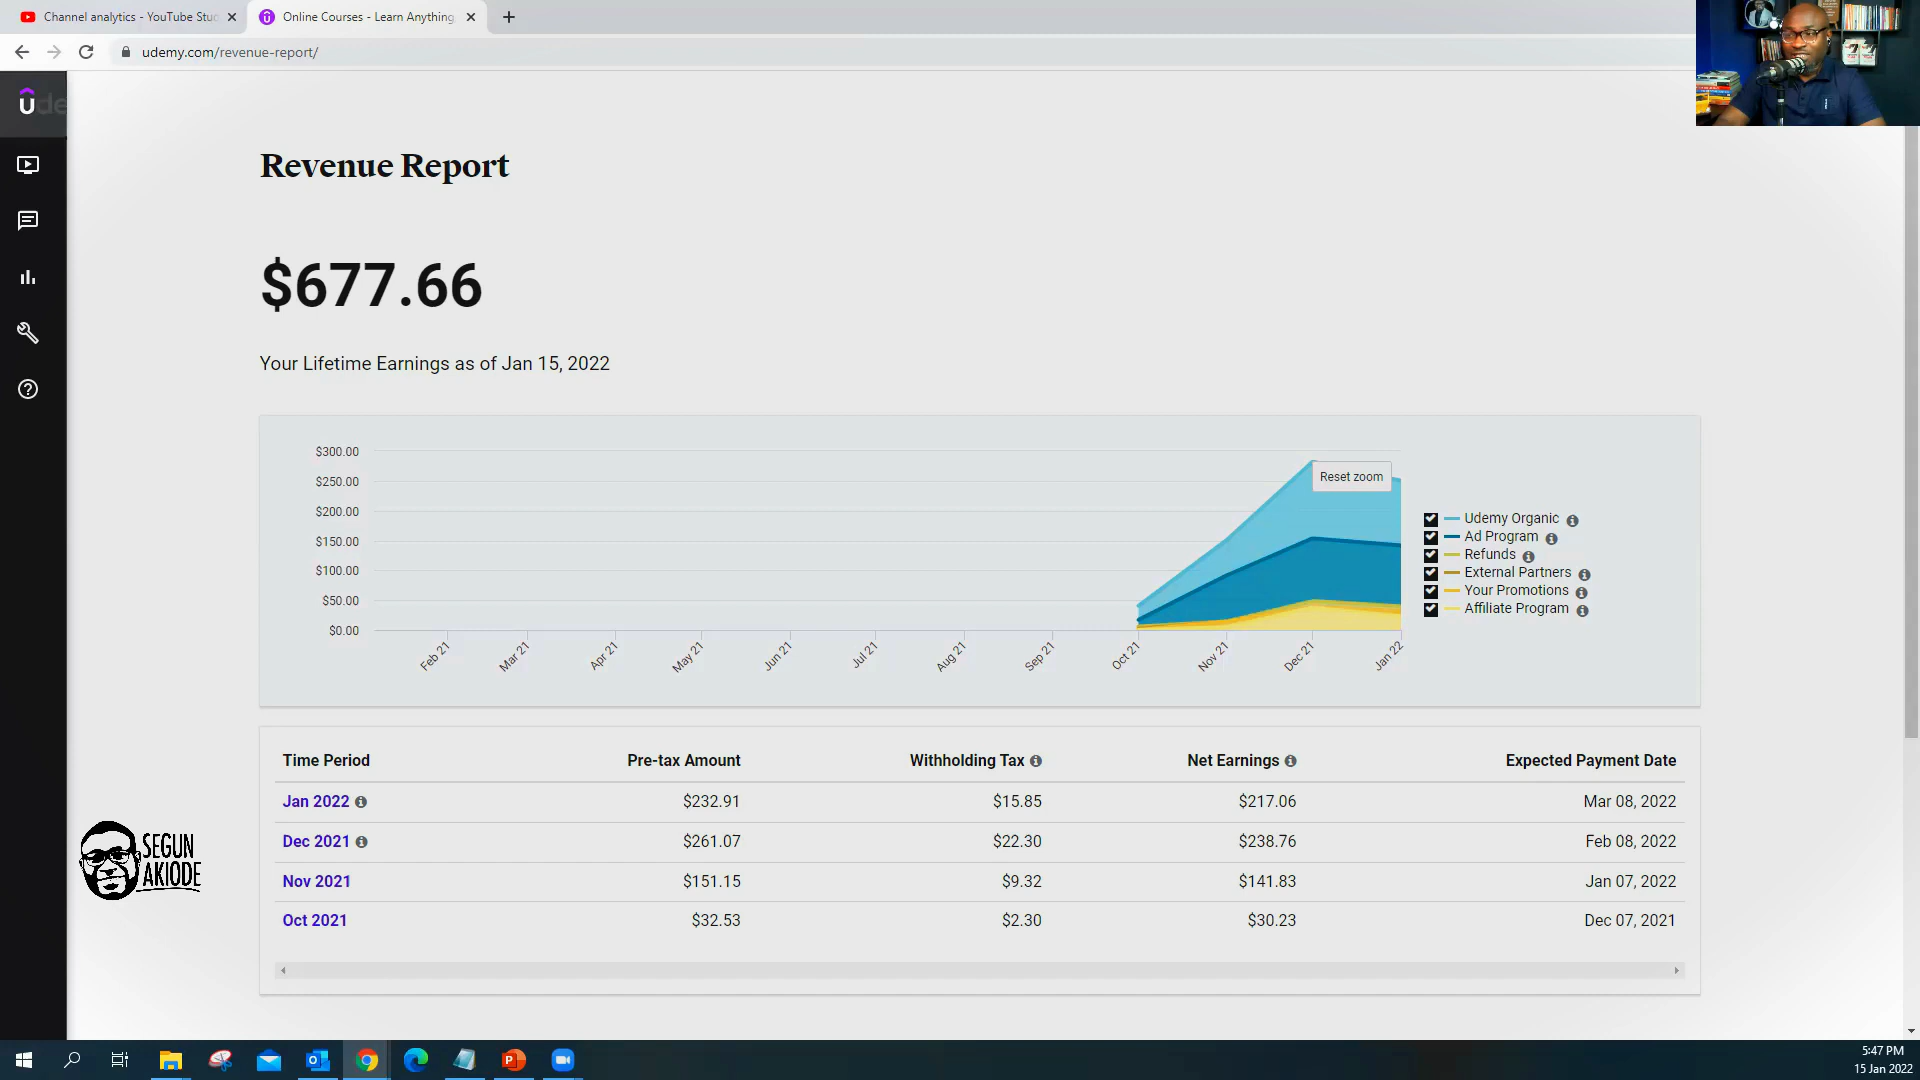 Channel analytics - YouTube Stu
Online Courses - Learn Anything
udemy.com/revenue-report/
Revenue Report
$677.66
Your Lifetime Earnings as of Jan 15, 2022
$300.00
$250.00
$200.00
$150.00
$100.00
$50.00
$0.00
Reset zoom
Feb 21
Mar 21
Apr 21
May 21
Jun 21
Jul 21
Aug 21
Sep 21
Oct 21
Nov 21
Dec 21
Jan 22
Udemy Organic
Ad Program
Refunds
External Partners
Your Promotions
Affiliate Program
Time Period Pre-tax Amount Withholding Tax Net Earnings Expected Payment Date
Jan 2022 $232.91 $15.85 $217.06 Mar 08, 2022
Dec 2021 $261.07 $22.30 $238.76 Feb 08, 2022
Nov 2021 $151.15 $9.32 $141.83 Jan 07, 2022
Oct 2021 $32.53 $2.30 $30.23 Dec 07, 2021
SEGUN
AKIODE
5:47 PM
15 Jan 2022